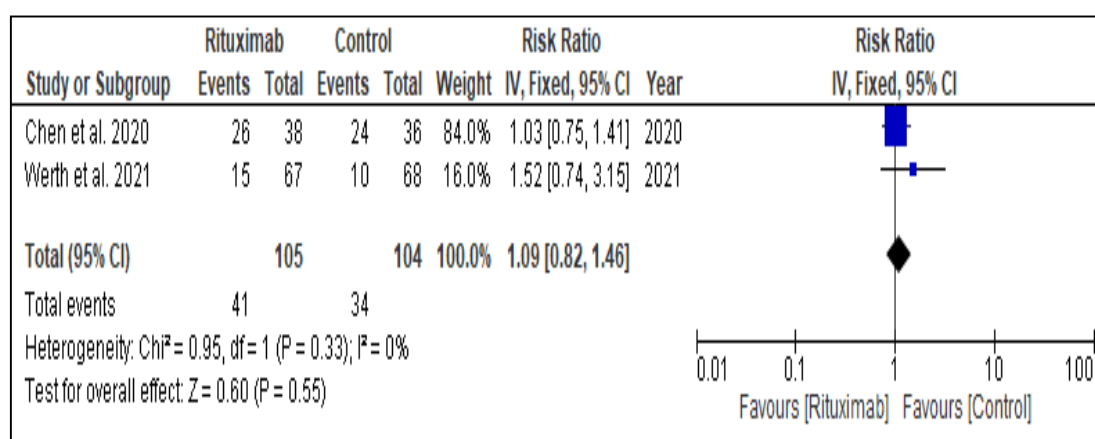 Rituximab Control Risk Ratio Risk Ratio
Study or Subgroup Events Total Events Total Weight IV, Fixed, 95% CI Year IV, Fixed, 95% CI
Chen et al. 2020 26 38 24 36 84.0% 1.03 [0.75, 1.41] 2020
Werth et al. 2021 15 67 10 68 16.0% 1.52 [0.74, 3.15] 2021
Total (95% CI) 105 104 100.0% 1.09 [0.82, 1.46]
Total events 41 34
Heterogeneity: Chi² = 0.95, df = 1 (P = 0.33); I² = 0%
Test for overall effect: Z = 0.60 (P = 0.55)
0.01 0.1 1 10 100
Favours [Rituximab] Favours [Control]